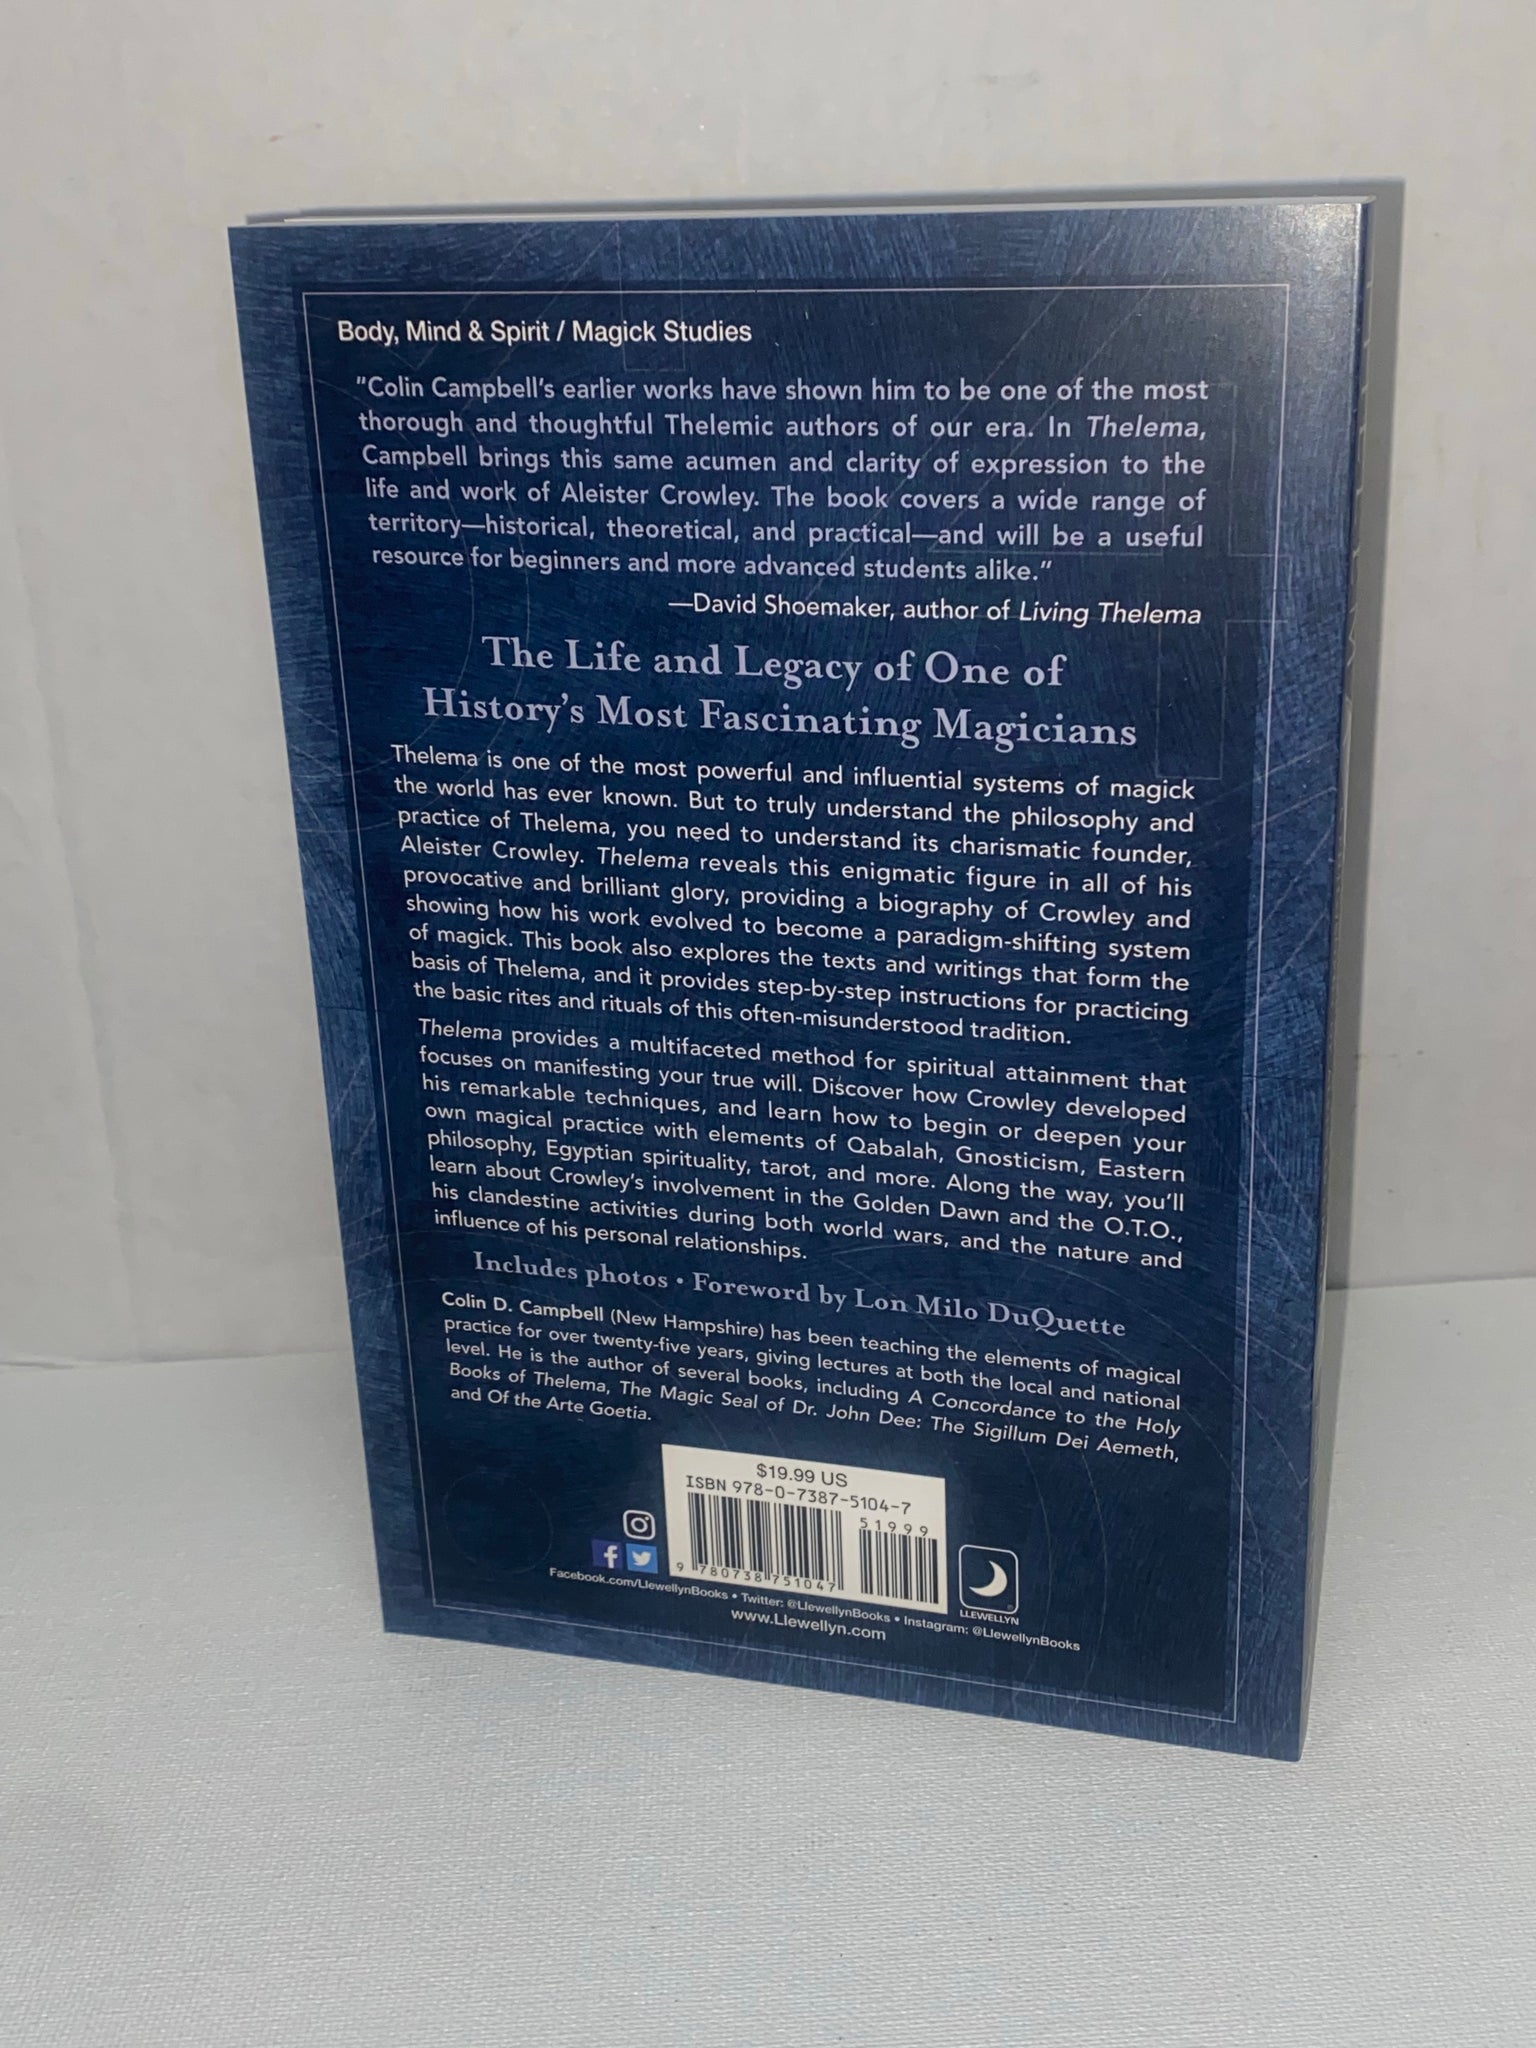 Body, Mind & Spirit / Magick Studies
"Colin Campbell's earlier works have shown him to be one of the most
thorough and thoughtful Thelemic authors of our era. In Thelema,
Campbell brings this same acumen and clarity of expression to the
life and work of Aleister Crowley. The book covers a wide range of
territory—historical, theoretical, and practical—and will be a useful
resource for beginners and more advanced students alike."
—David Shoemaker, author of Living Thelema
The Life and Legacy of One of
History's Most Fascinating Magicians
Thelema is one of the most powerful and influential systems of magick
the world has ever known. But to truly understand the philosophy and
practice of Thelema, you need to understand its charismatic founder,
Aleister Crowley. Thelema reveals this enigmatic figure in all of his
provocative and brilliant glory, providing a biography of Crowley and
showing how his work evolved to become a paradigm-shifting system
of magick. This book also explores the texts and writings that form the
basis of Thelema, and it provides step-by-step instructions for practicing
the basic rites and rituals of this often-misunderstood tradition.
Thelema provides a multifaceted method for spiritual attainment that
focuses on manifesting your true will. Discover how Crowley developed
his remarkable techniques, and learn how to begin or deepen your
own magical practice with elements of Qabalah, Gnosticism, Eastern
philosophy, Egyptian spirituality, tarot, and more. Along the way, you'll
learn about Crowley's involvement in the Golden Dawn and the O.T.O.,
his clandestine activities during both world wars, and the nature and
influence of his personal relationships.
Includes photos • Foreword by Lon Milo DuQuette
Colin D. Campbell (New Hampshire) has been teaching the elements of magical
practice for over twenty-five years, giving lectures at both the local and national
level. He is the author of several books, including A Concordance to the Holy
Books of Thelema, The Magic Seal of Dr. John Dee: The Sigillum Dei Aemeth,
and Of the Arte Goetia.
$19.99 US
ISBN 978-0-7387-5104-7
51999
9 780738 751047
LLEWELLYN
Facebook.com/LlewellynBooks • Twitter: @LlewellynBooks • Instagram: @LlewellynBooks
www.Llewellyn.com